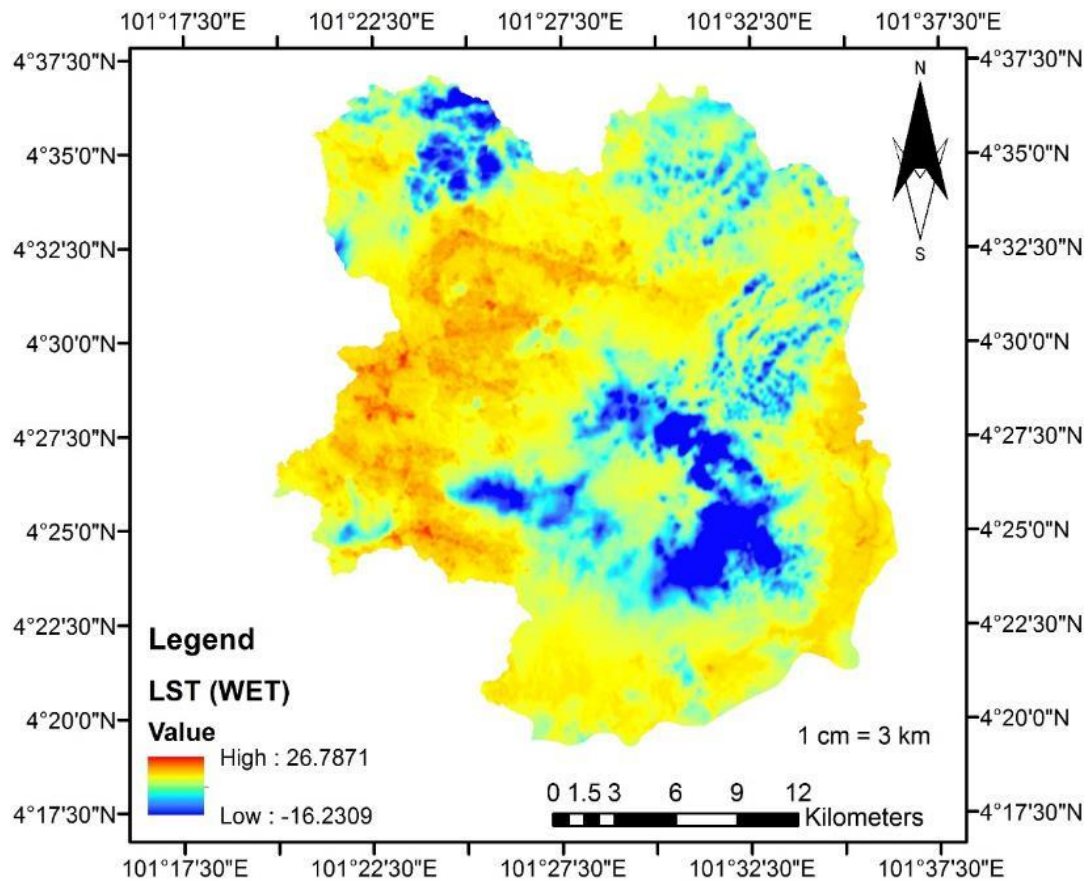 101°17'30"E 101°22'30"E 101°27'30"E 101°32'30"E 101°37'30"E
4°37'30"N 4°37'30"N
N
4°35'0"N 4°35'0"N
S
4°32'30"N 4°32'30"N
4°30'0"N 4°30'0"N
4°27'30"N 4°27'30"N
4°25'0"N 4°25'0"N
4°22'30"N 4°22'30"N
Legend
LST (WET)
4°20'0"N 4°20'0"N
Value
1 cm = 3 km
High : 26.7871
0 1.5 3 6 9 12
Kilometers
Low : -16.2309
4°17'30"N 4°17'30"N
101°17'30"E 101°22'30"E 101°27'30"E 101°32'30"E 101°37'30"E